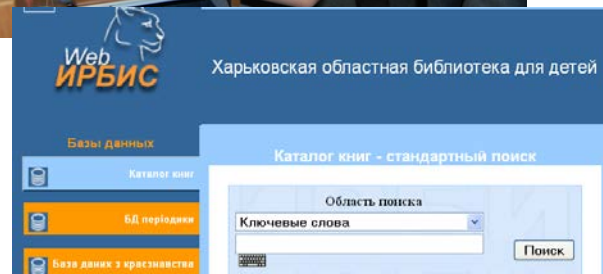 Web
ИРБИС
Харьковская областная библиотека для детей
Базы данных
Каталог книг
БД періодики
База даних з краєзнавства
Каталог книг - стандартный поиск
Область поиска
Ключевые слова
Поиск